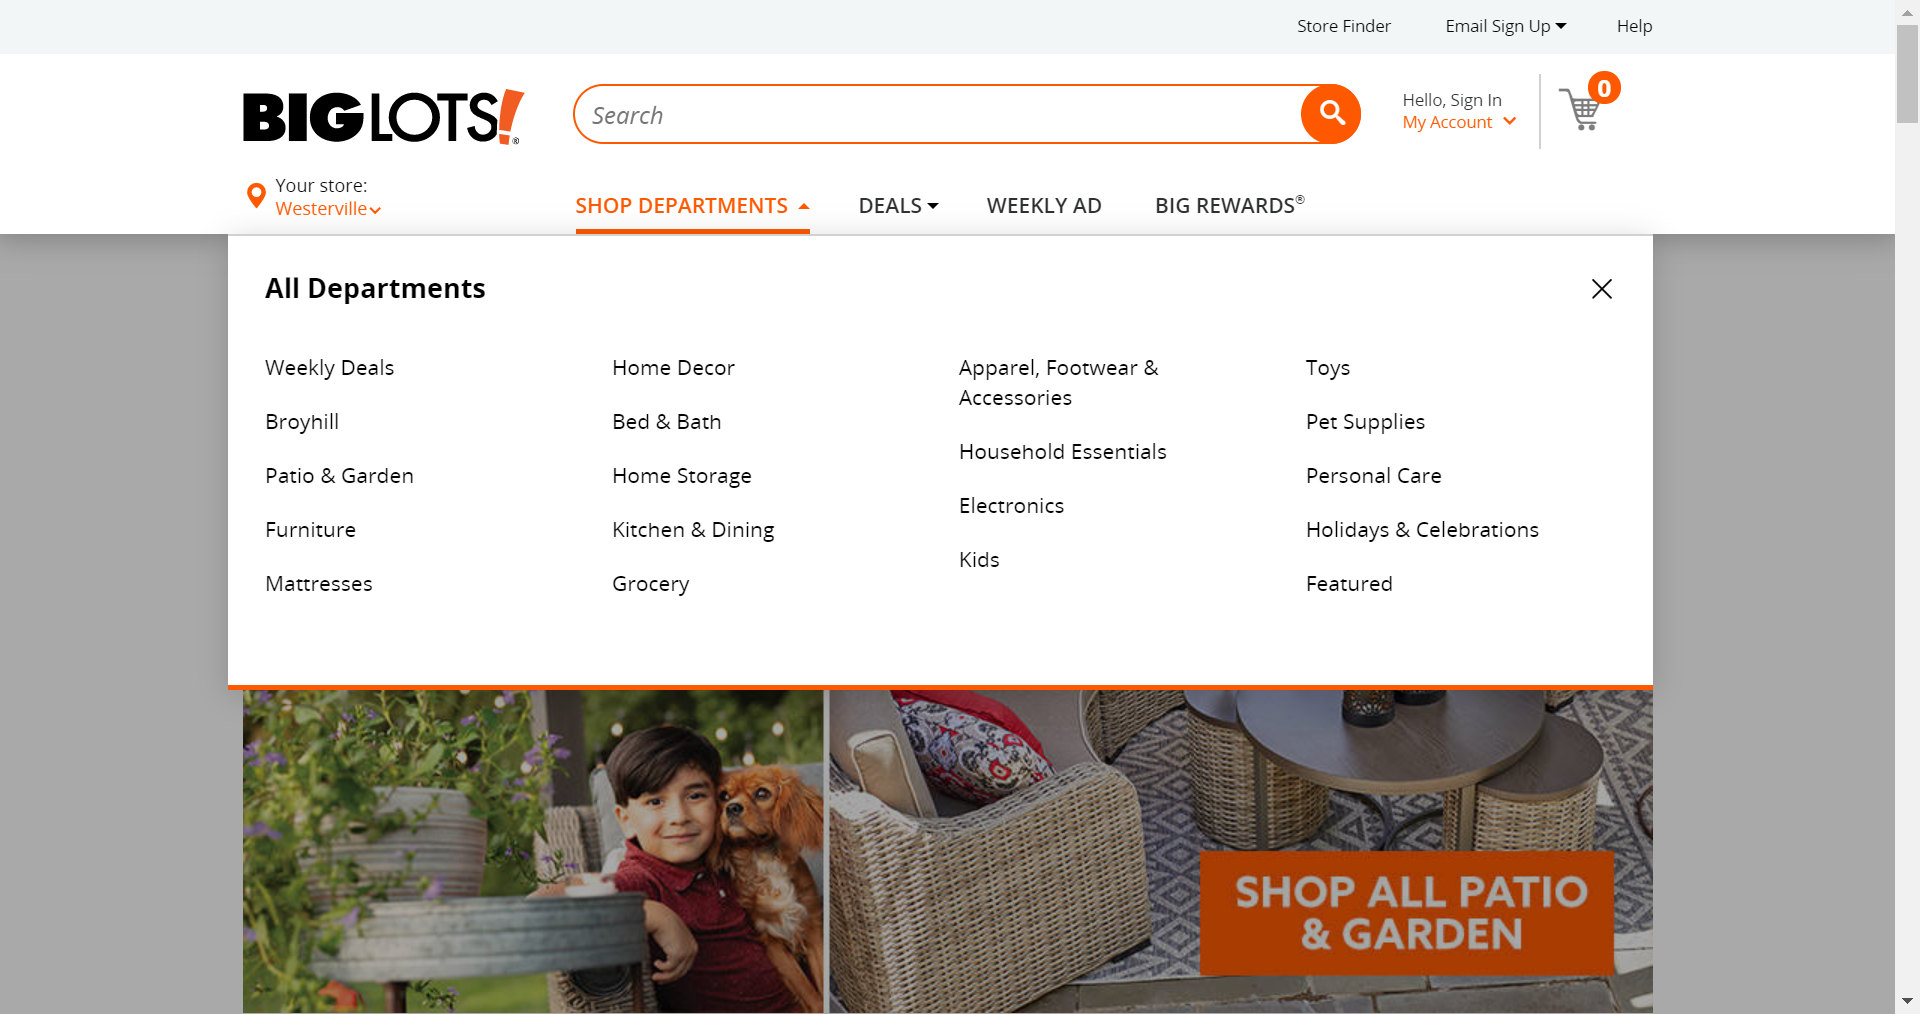 Store Finder
Email Sign Up
Help
BIG LOTS!®
Search
Hello, Sign In
My Account
0
Your store:
Westerville
SHOP DEPARTMENTS
DEALS
WEEKLY AD
BIG REWARDS®
All Departments
Weekly Deals
Broyhill
Patio & Garden
Furniture
Mattresses
Home Decor
Bed & Bath
Home Storage
Kitchen & Dining
Grocery
Apparel, Footwear &
Accessories
Household Essentials
Electronics
Kids
Toys
Pet Supplies
Personal Care
Holidays & Celebrations
Featured
SHOP ALL PATIO
& GARDEN